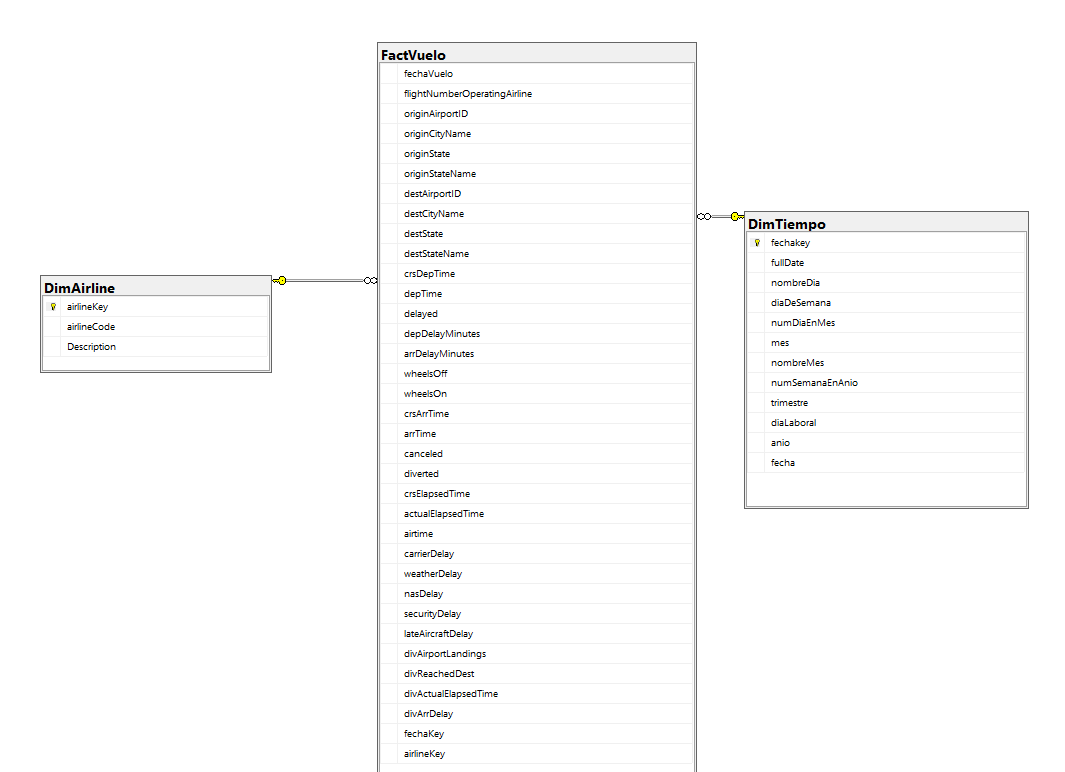 FactVuelo
fechaVuelo
flightNumberOperatingAirline
originAirportID
originCityName
originState
originStateName
destAirportID
destCityName
destState
destStateName
crsDepTime
depTime
delayed
depDelayMinutes
arrDelayMinutes
wheelsOff
wheelsOn
crsArrTime
arrTime
canceled
diverted
crsElapsedTime
actualElapsedTime
airtime
carrierDelay
weatherDelay
nasDelay
securityDelay
lateAircraftDelay
divAirportLandings
divReachedDest
divActualElapsedTime
divArrDelay
fechaKey
airlineKey
DimAirline
airlineKey
airlineCode
Description
DimTiempo
fechakey
fullDate
nombreDia
diaDeSemana
numDiaEnMes
mes
nombreMes
numSemanaEnAnio
trimestre
diaLaboral
anio
fecha